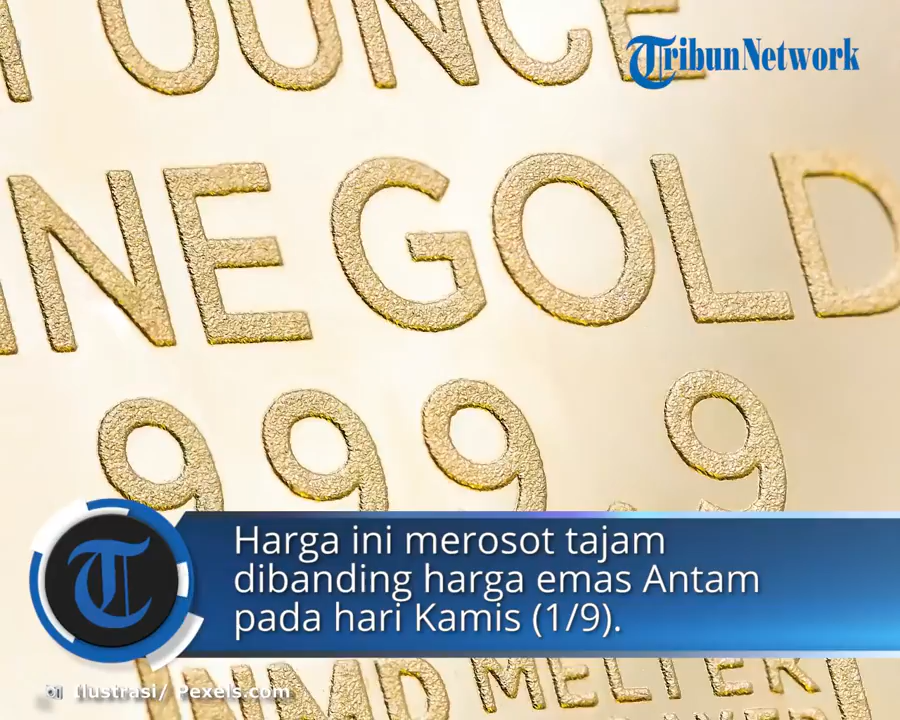 OUNCE
TribunNetwork
NE GOLD
999.9
Harga ini merosot tajam
dibanding harga emas Antam
pada hari Kamis (1/9).
T
MELTER
Ilustrasi/ Pexels.com